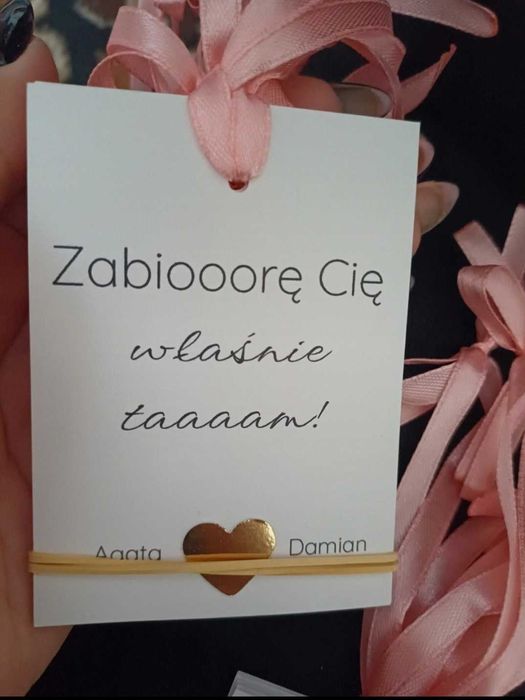 Zabiooorę Cię
właśnie
taaaam!
Agata Damian